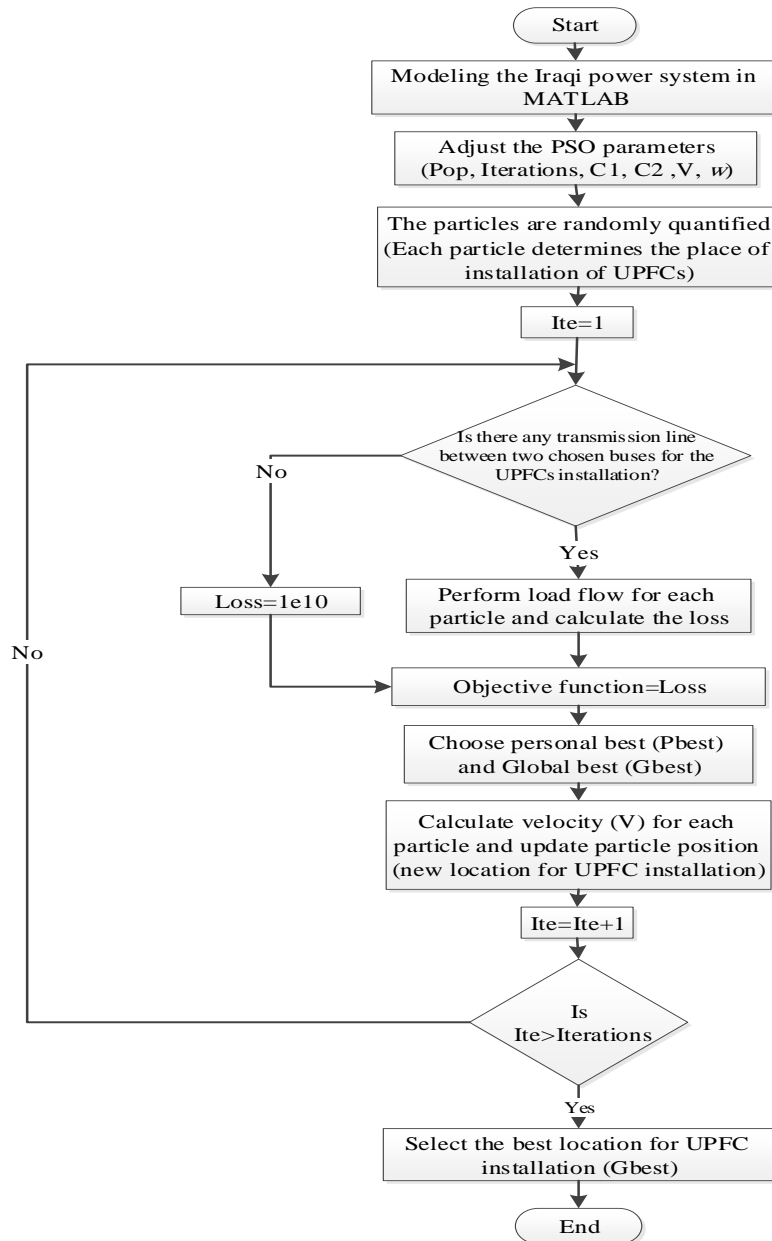 Start
Modeling the Iraqi power system in
MATLAB
Adjust the PSO parameters
(Pop, Iterations, C1, C2 ,V, w)
The particles are randomly quantified
(Each particle determines the place of
installation of UPFCs)
Ite=1
Is there any transmission line
between two chosen buses for the
UPFCs installation?
No
Yes
Loss=1e10
Perform load flow for each
particle and calculate the loss
No
Objective function=Loss
Choose personal best (Pbest)
and Global best (Gbest)
Calculate velocity (V) for each
particle and update particle position
(new location for UPFC installation)
Ite=Ite+1
Is
Ite>Iterations
Yes
Select the best location for UPFC
installation (Gbest)
End